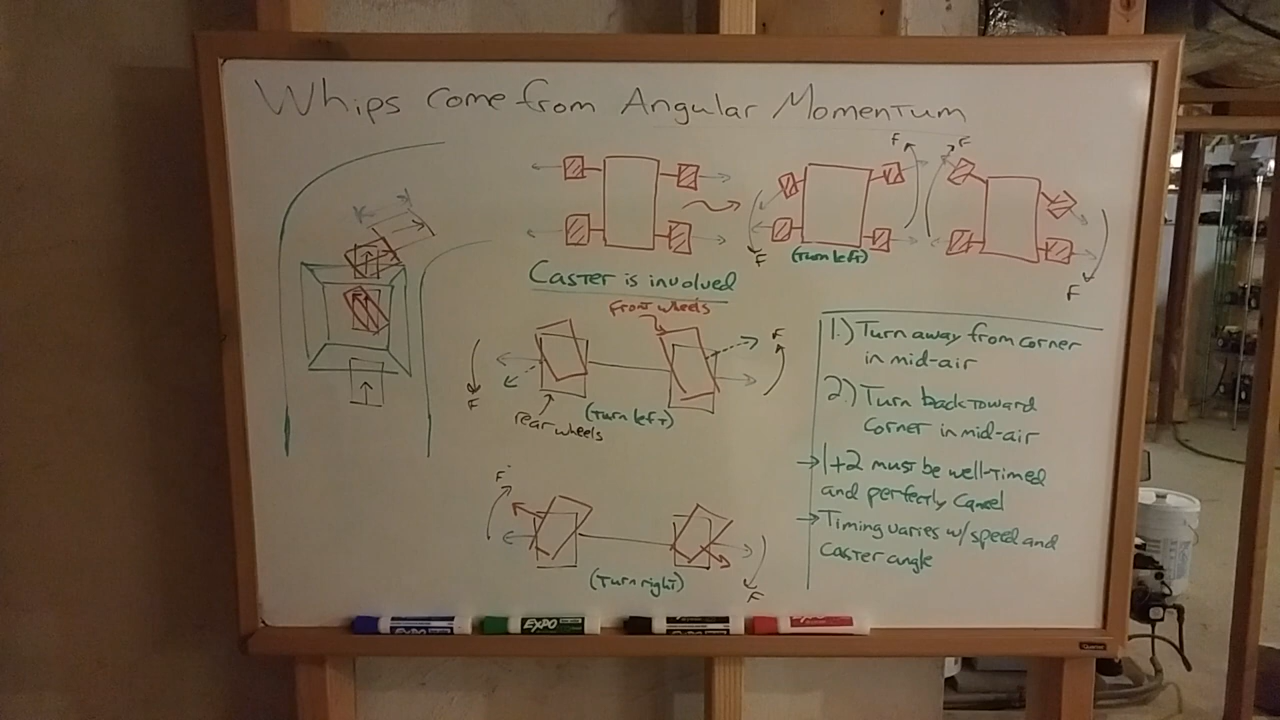 Whips come from Angular Momentum
F
F
F
F
(Turn left)
Caster is involved
front wheels
F
F
(Turn left)
rear wheels
F
F
(Turn right)
1.) Turn away from corner
in mid-air
2.) Turn back toward
corner in mid-air
→ 1+2 must be well-timed
and perfectly cancel
→ Timing varies w/ speed and
caster angle
EXPO